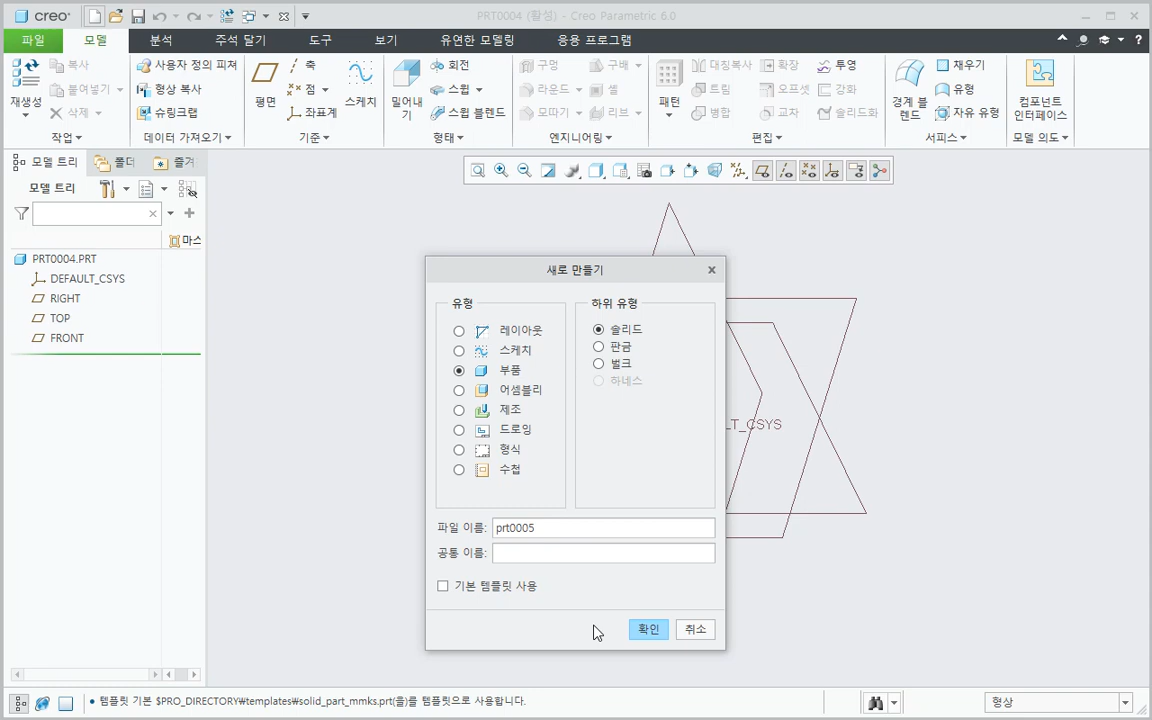 creo
PRT0004 (활성) - Creo Parametric 6.0
파일 모델 분석 주석 달기 도구 보기 유연한 모델링 응용 프로그램
재생성
복사
붙여넣기
삭제
작업
사용자 정의 피쳐
형상 복사
슈링크랩
데이터 가져오기
평면
축
점
좌표계
스케치
기준
밀어내기
회전
스윕
스윕 블렌드
형태
구멍
라운드
모따기
구배
셸
리브
엔지니어링
패턴
대칭복사
트림
병합
확장
오프셋
교차
투영
강화
솔리드화
편집
경계 블렌드
채우기
유형
자유 유형
서피스
컴포넌트 인터페이스
모델 의도
모델 트리 폴더 즐겨
모델 트리
마스
PRT0004.PRT
DEFAULT_CSYS
RIGHT
TOP
FRONT
LT_CSYS
새로 만들기
유형
레이아웃
스케치
부품
어셈블리
제조
드로잉
형식
수첩
하위 유형
솔리드
판금
벌크
하네스
파일 이름: prt0005
공통 이름:
기본 템플릿 사용
확인 취소
• 템플릿 기본 $PRO_DIRECTORY₩templates₩solid_part_mmks.prt(을)를 템플릿으로 사용합니다.
형상